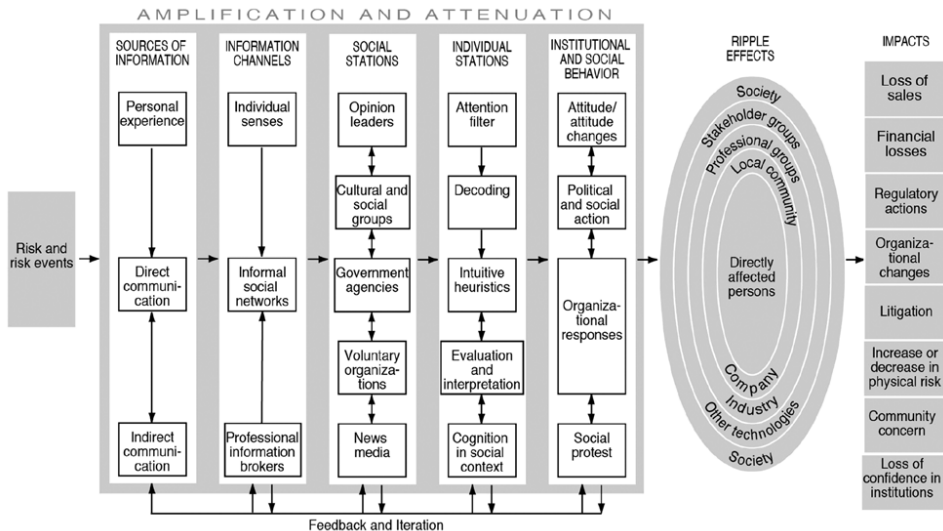 AMPLIFICATION AND ATTENUATION
SOURCES OF
INFORMATION
Personal
experience
Direct
communi-
cation
Indirect
communi-
cation
INFORMATION
CHANNELS
Individual
senses
Informal
social
networks
Professional
information
brokers
SOCIAL
STATIONS
Opinion
leaders
Cultural and
social
groups
Government
agencies
Voluntary
organiza-
tions
News
media
INDIVIDUAL
STATIONS
Attention
filter
Decoding
Intuitive
heuristics
Evaluation
and
interpretation
Cognition
in social
context
INSTITUTIONAL
AND SOCIAL
BEHAVIOR
Attitude/
attitude
changes
Political
and social
action
Organiza-
tional
responses
Social
protest
Risk and
risk events
Feedback and Iteration
RIPPLE
EFFECTS
Society
Stakeholder groups
Professional groups
Local community
Directly
affected
persons
Company
Industry
Other technologies
Society
IMPACTS
Loss of
sales
Financial
losses
Regulatory
actions
Organiza-
tional
changes
Litigation
Increase or
decrease in
physical risk
Community
concern
Loss of
confidence in
institutions